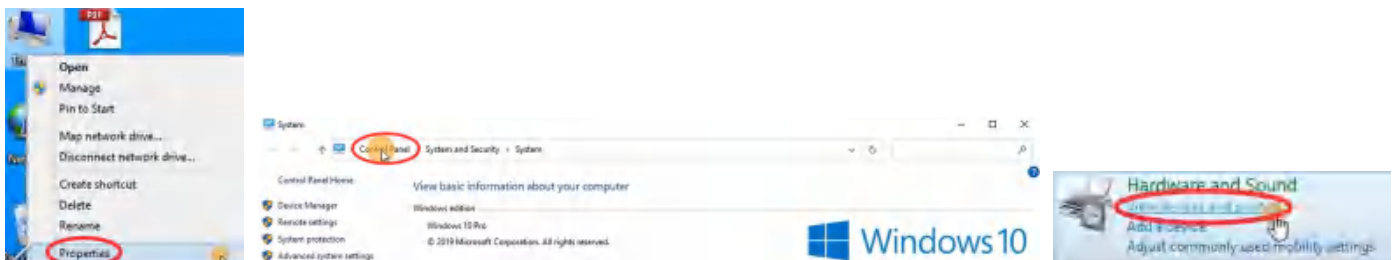 PDF
Open
Manage
Pin to Start
Map network drive...
Disconnect network drive...
Create shortcut
Delete
Rename
Properties
System
Control Panel System and Security › System
Control Panel Home
View basic information about your computer
Device Manager
Windows edition
Remote settings
Windows 10 Pro
System protection
© 2019 Microsoft Corporation. All rights reserved.
Advanced system settings
Windows 10
Hardware and Sound
View devices and
Add a device
Adjust commonly used mobility settings